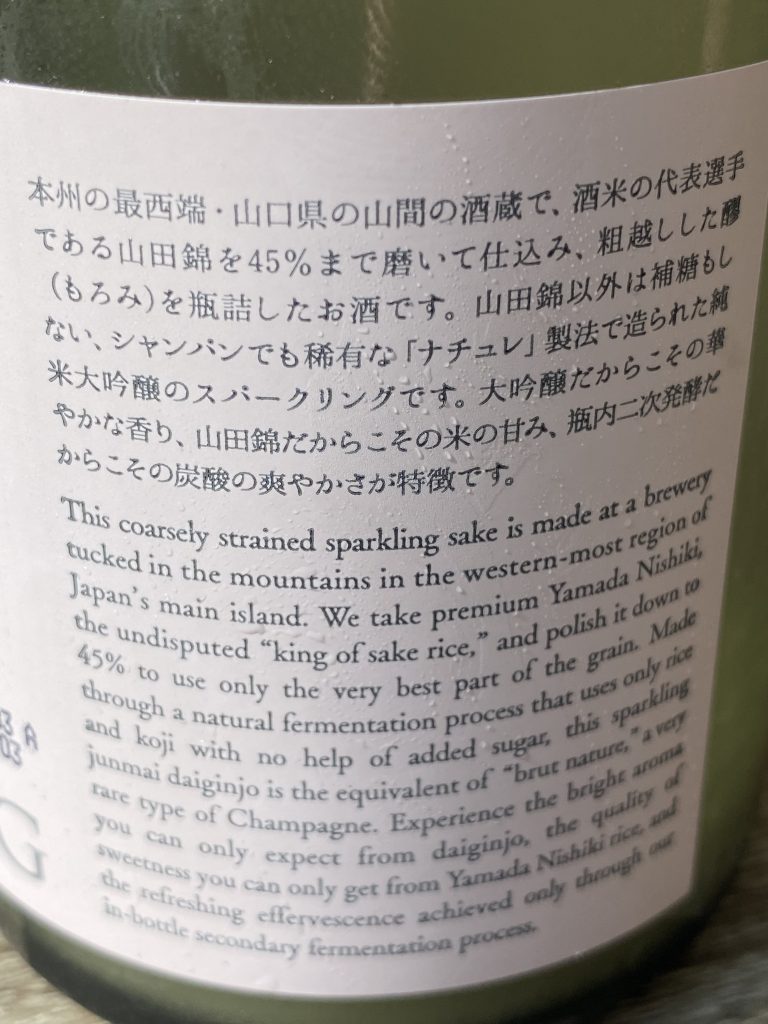 本州の最西端・山口県の山間の酒蔵で、酒米の代表選手
である山田錦を45%まで磨いて仕込み、粗越しした醪
(もろみ)を瓶詰したお酒です。山田錦以外は補糖もし
ない、シャンパンでも稀有な「ナチュレ」製法で造られた純
米大吟醸のスパークリングです。大吟醸だからこその華
やかな香り、山田錦だからこその米の甘み、瓶内二次発酵だ
からこその炭酸の爽やかさが特徴です。
This coarsely strained sparkling sake is made at a brewery
tucked in the mountains in the western-most region of
Japan's main island. We take premium Yamada Nishiki,
the undisputed “king of sake rice,” and polish it down to
45% to use only the very best part of the grain. Made
through a natural fermentation process that uses only rice
and koji with no help of added sugar, this sparkling
junmai daiginjo is the equivalent of “brut nature,” a very
rare type of Champagne. Experience the bright aroma
you can only expect from daiginjo, the quality of
sweetness you can only get from Yamada Nishiki rice, and
the refreshing effervescence achieved only through our
in-bottle secondary fermentation process.
3 A
03
G